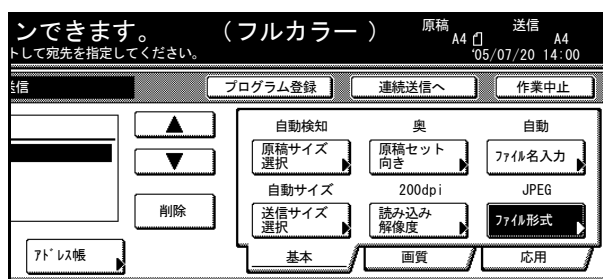 ンできます。 （フルカラー ） 原稿 送信
A4 A4
トして宛先を指定してください。 '05/07/20 14:00
送信 プログラム登録 連続送信へ 作業中止
自動検知 奥 自動
原稿サイズ選択 原稿セット向き ファイル名入力
自動サイズ 200dpi JPEG
削除 送信サイズ選択 読み込み解像度 ファイル形式
アドレス帳 基本 画質 応用